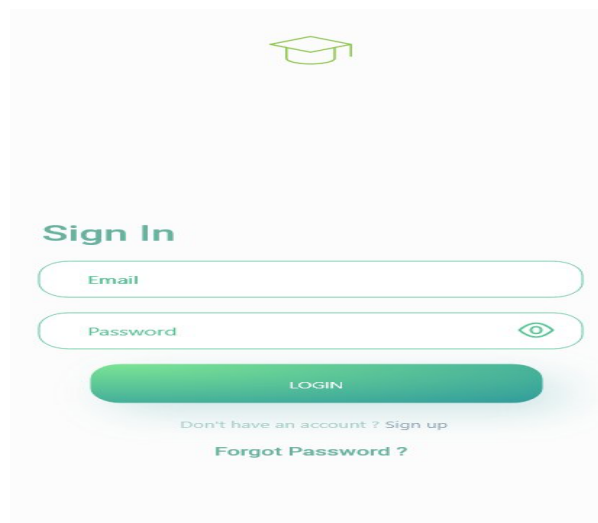 Sign In
Email
Password
LOGIN
Don't have an account ? Sign up
Forgot Password ?